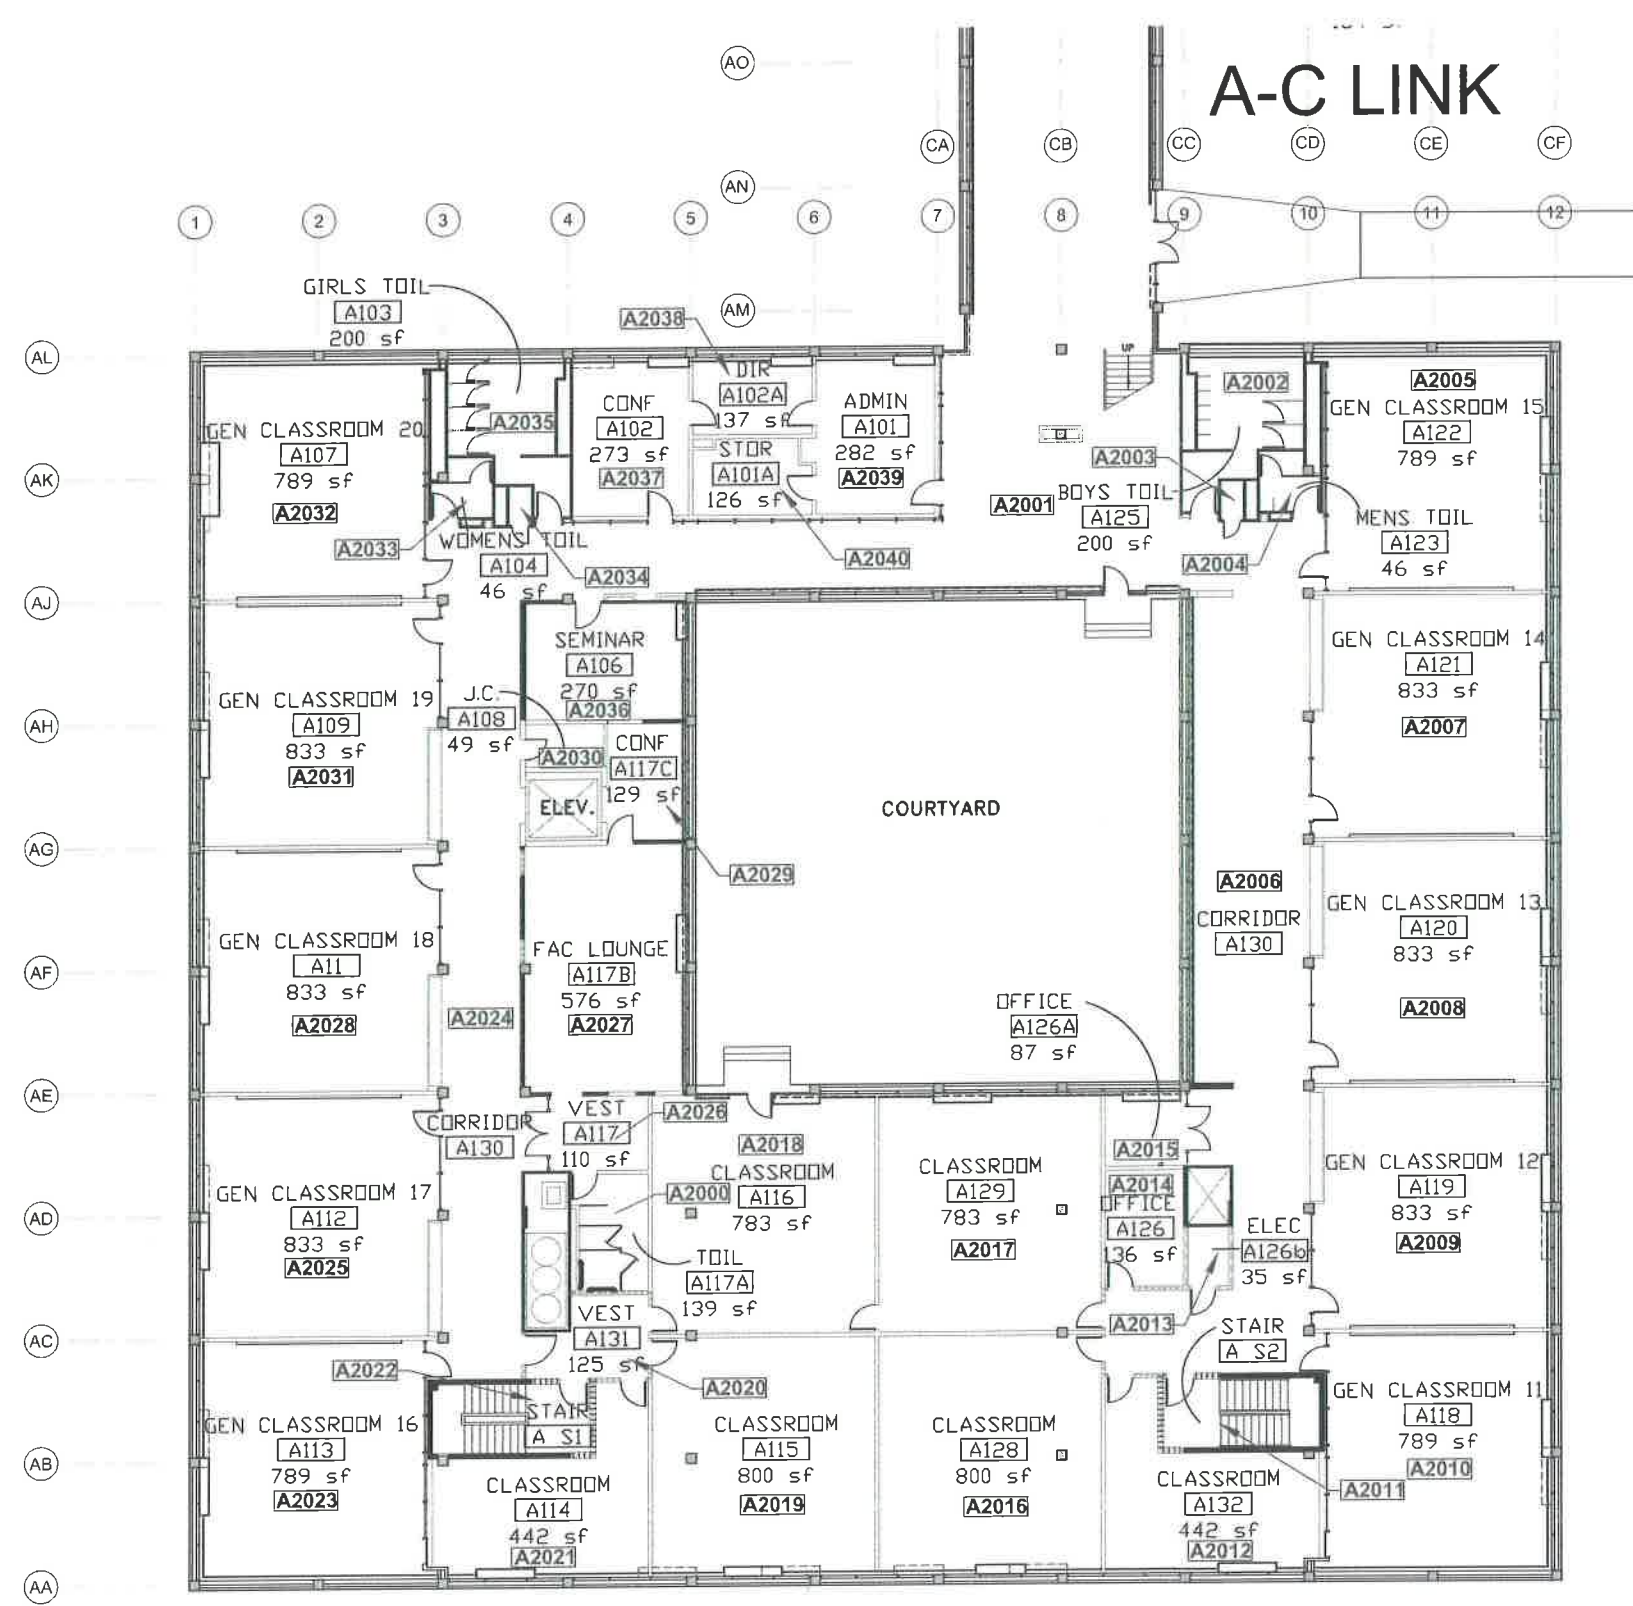 A-C LINK
AO
CA
CB
CC
CD
CE
CF
AN
1
2
3
4
5
6
7
8
9
10
11
12
AM
GIRLS TOIL
A103
200 sf
A2038
AL
UP
DIR
A102A
137 sf
A2002
A2005
GEN CLASSROOM 15
A122
789 sf
GEN CLASSROOM 20
A107
789 sf
A2032
A2035
CONF
A102
273 sf
A2037
STOR
A101A
126 sf
ADMIN
A101
282 sf
A2039
A2003
AK
A2001
BOYS TOIL
A125
200 sf
MENS TOIL
A123
46 sf
A2033
WOMENS TOIL
A104
46 sf
A2034
A2040
A2004
AJ
SEMINAR
A106
270 sf
A2036
GEN CLASSROOM 14
A121
833 sf
A2007
GEN CLASSROOM 19
A109
833 sf
A2031
J.C.
A108
49 sf
AH
A2030
CONF
A117C
129 sf
ELEV.
COURTYARD
AG
A2029
A2006
CORRIDOR
A130
GEN CLASSROOM 13
A120
833 sf
A2008
GEN CLASSROOM 18
A11
833 sf
A2028
FAC LOUNGE
A117B
576 sf
A2027
AF
A2024
OFFICE
A126A
87 sf
AE
CORRIDOR
A130
VEST
A117
110 sf
A2026
A2018
CLASSROOM
A116
783 sf
CLASSROOM
A129
783 sf
A2017
A2015
A2014
OFFICE
A126
136 sf
GEN CLASSROOM 12
A119
833 sf
A2009
GEN CLASSROOM 17
A112
833 sf
A2025
A2000
AD
TOIL
A117A
139 sf
ELEC
A126b
35 sf
VEST
A131
125 sf
A2013
STAIR
A S2
AC
A2022
A2020
GEN CLASSROOM 16
A113
789 sf
A2023
STAIR
A S1
CLASSROOM
A115
800 sf
A2019
CLASSROOM
A128
800 sf
A2016
GEN CLASSROOM 11
A118
789 sf
A2010
AB
CLASSROOM
A114
442 sf
A2021
CLASSROOM
A132
442 sf
A2012
A2011
AA